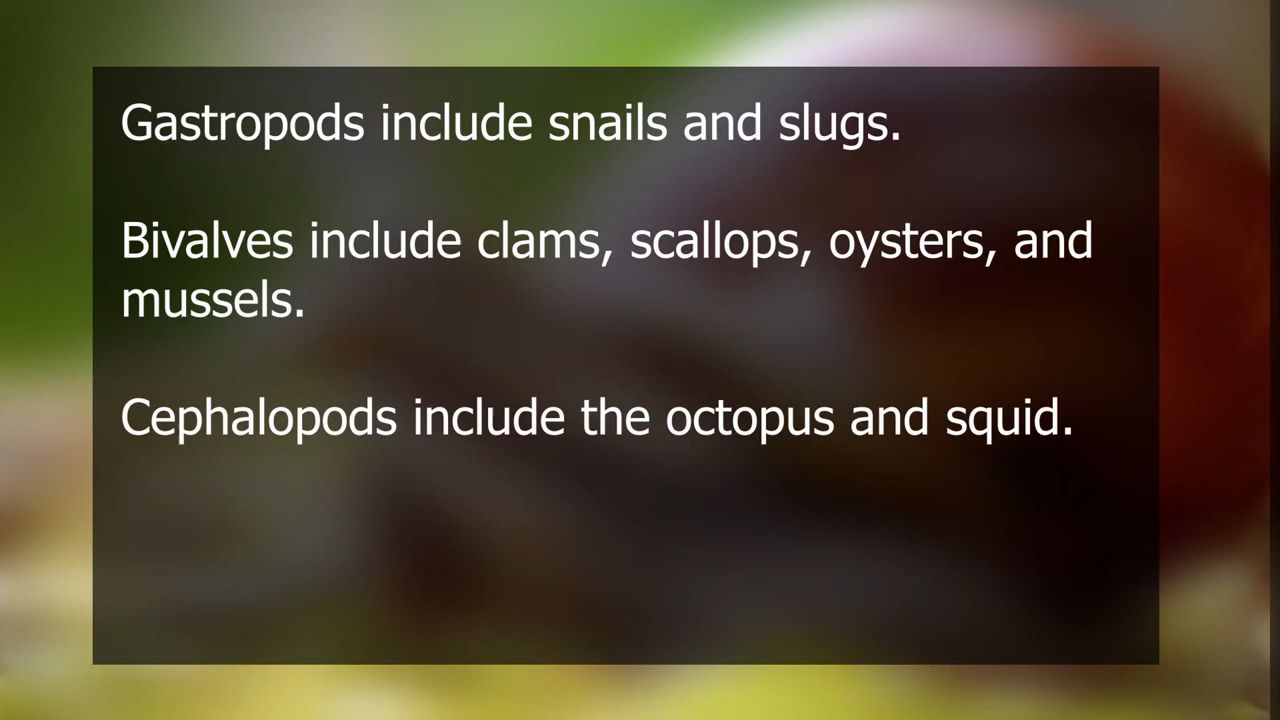 Gastropods include snails and slugs.
Bivalves include clams, scallops, oysters, and
mussels.
Cephalopods include the octopus and squid.